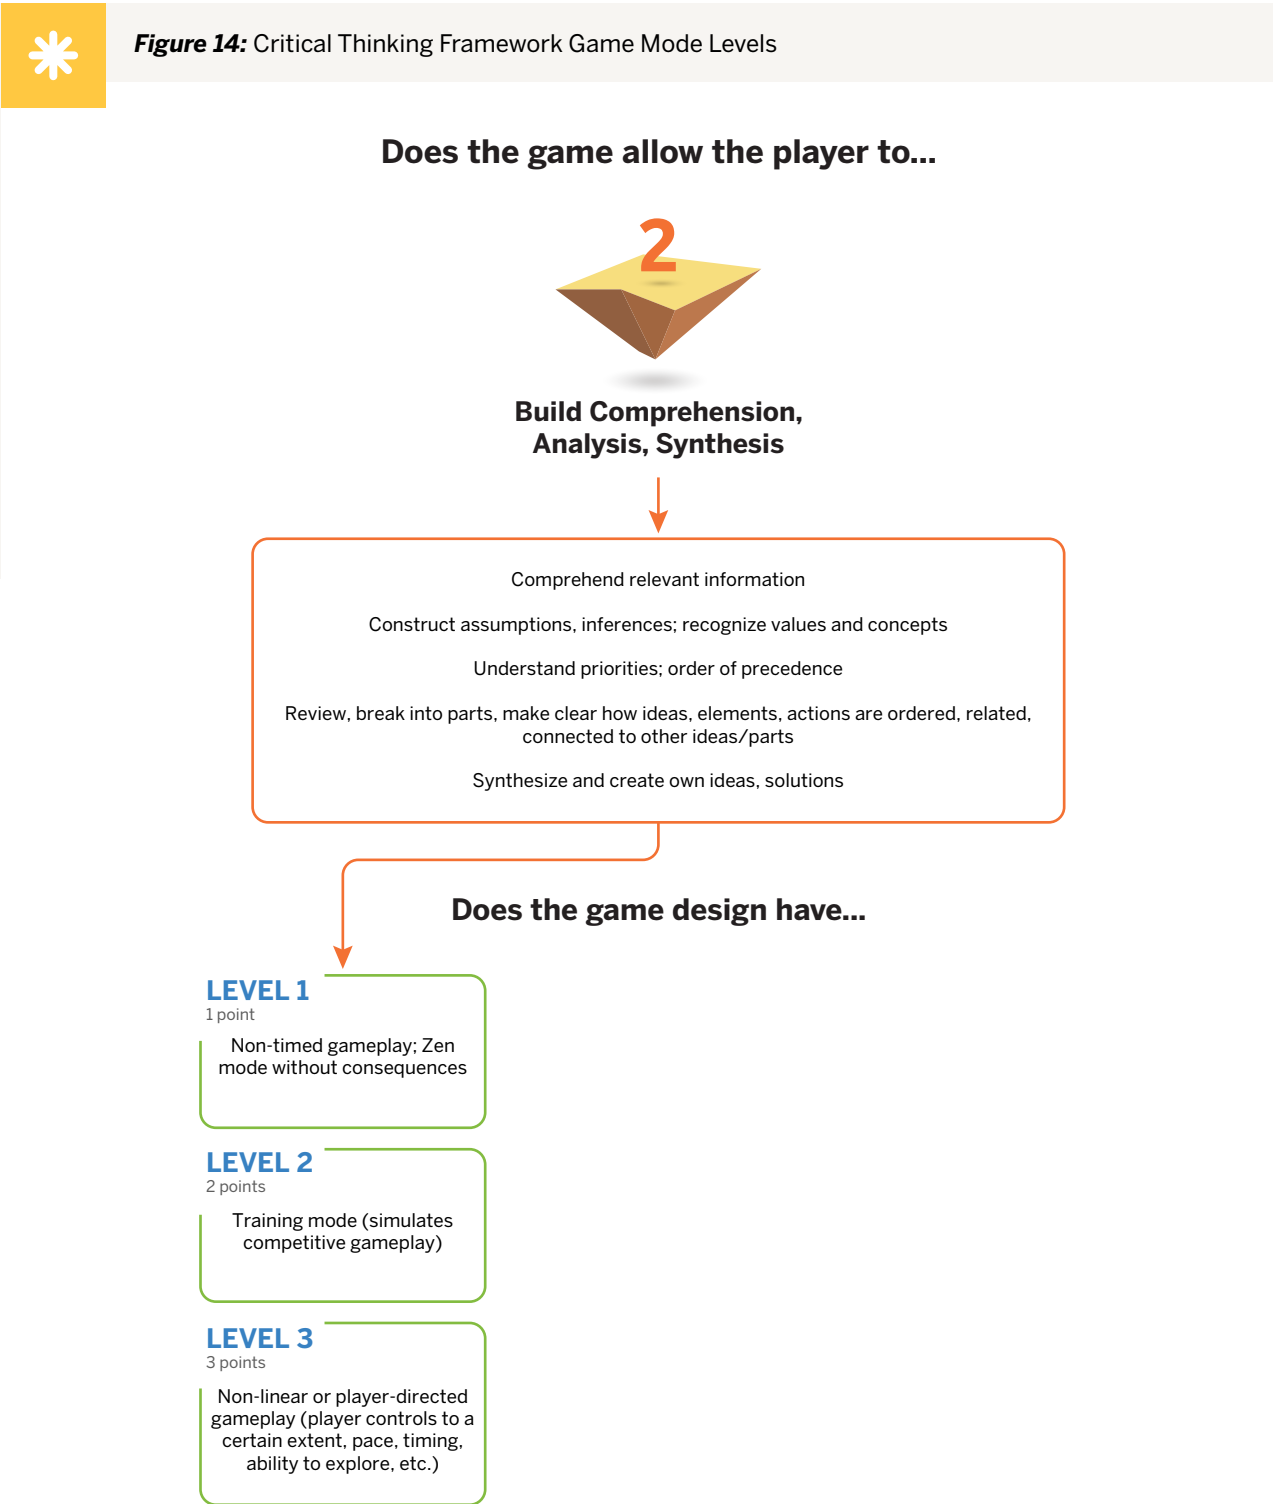 Figure 14: Critical Thinking Framework Game Mode Levels
Does the game allow the player to...
2
Build Comprehension,
Analysis, Synthesis
Comprehend relevant information
Construct assumptions, inferences; recognize values and concepts
Understand priorities; order of precedence
Review, break into parts, make clear how ideas, elements, actions are ordered, related,
connected to other ideas/parts
Synthesize and create own ideas, solutions
Does the game design have...
LEVEL 1
1 point
Non-timed gameplay; Zen
mode without consequences
LEVEL 2
2 points
Training mode (simulates
competitive gameplay)
LEVEL 3
3 points
Non-linear or player-directed
gameplay (player controls to a
certain extent, pace, timing,
ability to explore, etc.)